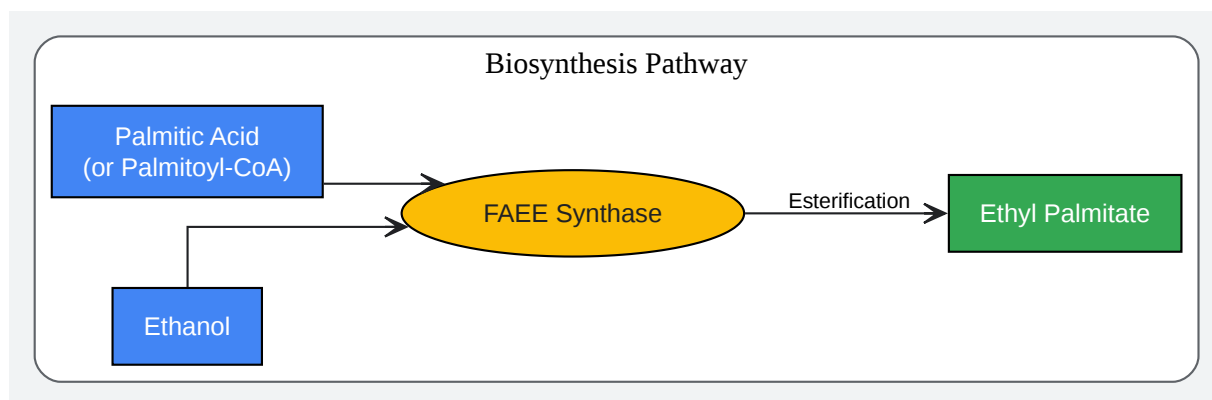 Biosynthesis Pathway
Palmitic Acid
(or Palmitoyl-CoA)
FAEE Synthase
Esterification
Ethyl Palmitate
Ethanol